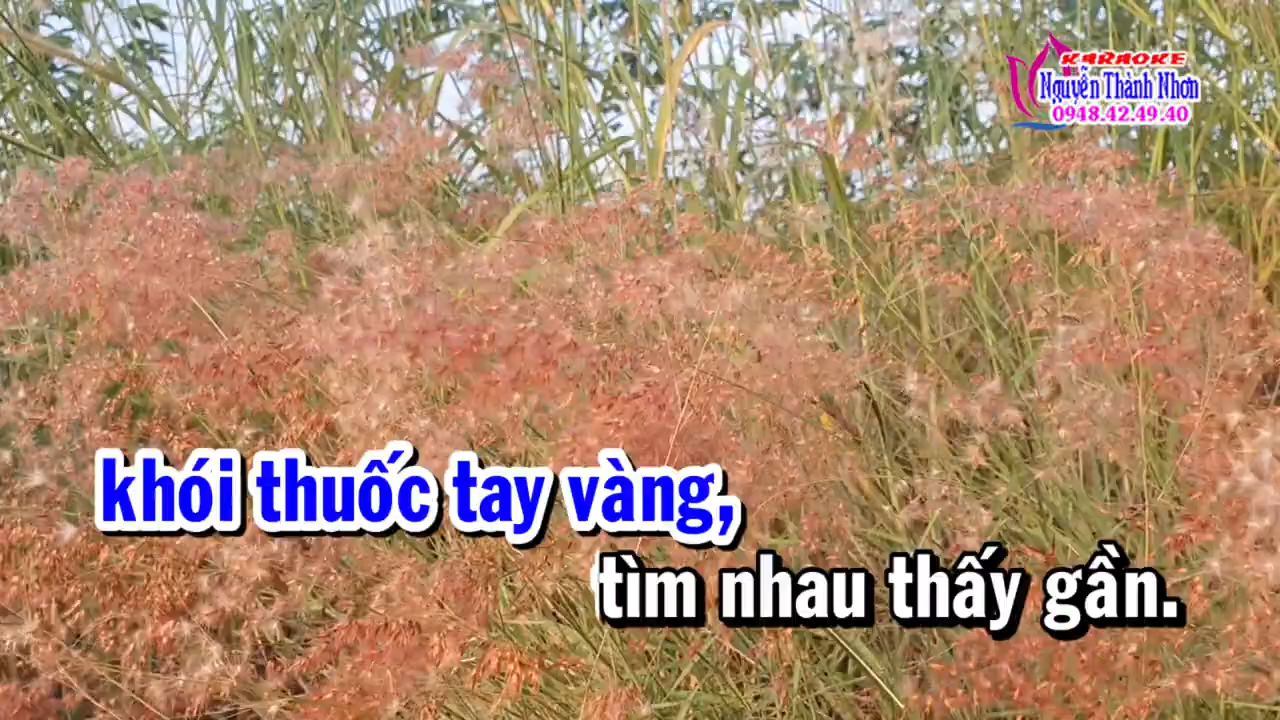 KARAOKE
Nguyễn Thành Nhơn
0948.42.49.40
khói thuốc tay vàng,
tìm nhau thấy gần.